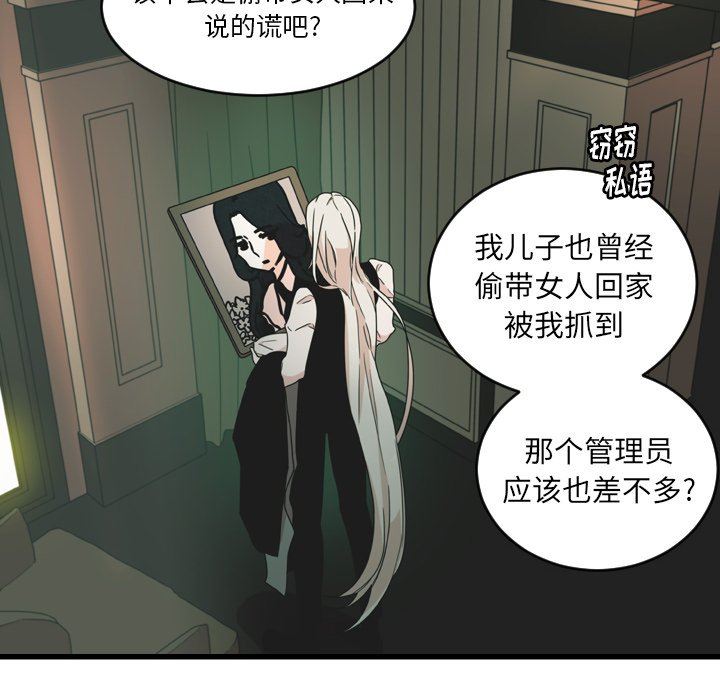 说的谎吧?
窃窃
私语
我儿子也曾经
偷带女人回家
被我抓到
那个管理员
应该也差不多?